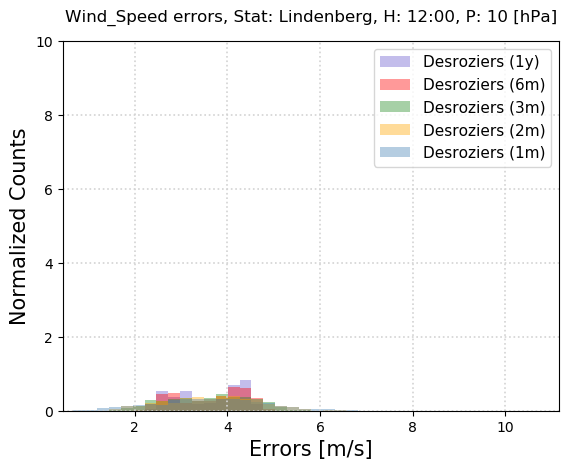 Wind_Speed errors, Stat: Lindenberg, H: 12:00, P: 10 [hPa]
10
8
6
4
2
0
Normalized Counts
Desroziers (1y)
Desroziers (6m)
Desroziers (3m)
Desroziers (2m)
Desroziers (1m)
2
4
6
8
10
Errors [m/s]